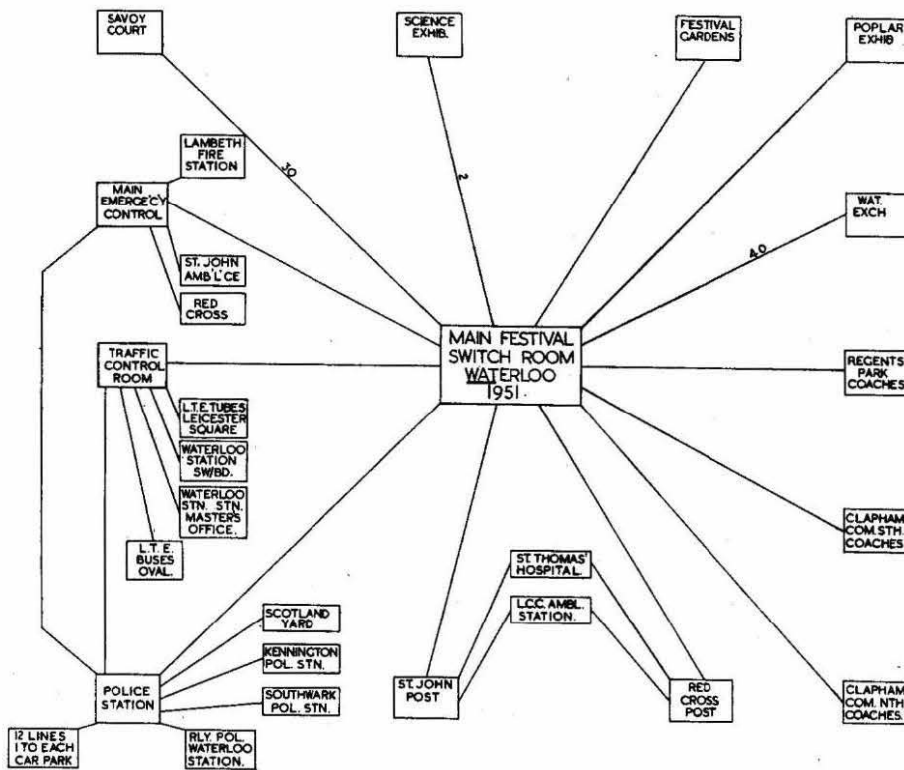 SAVOY
COURT
SCIENCE
EXHIB.
FESTIVAL
GARDENS
POPLAR
EXHIB
LAMBETH
FIRE
STATION
30
2
MAIN
EMERGE'CY
CONTROL
WAT.
EXCH
40
ST. JOHN
AMB'L'CE
RED
CROSS
MAIN FESTIVAL
SWITCH ROOM
WATERLOO
1951
TRAFFIC
CONTROL
ROOM
REGENTS
PARK
COACHES
L.T.E. TUBES
LEICESTER
SQUARE
WATERLOO
STATION
SW/BD.
WATERLOO
STN. STN.
MASTER'S
OFFICE.
L.T.E.
BUSES
OVAL.
CLAPHAM
COM. STH.
COACHES
ST. THOMAS'
HOSPITAL.
L.C.C. AMBL.
STATION.
SCOTLAND
YARD
KENNINGTON
POL. STN.
SOUTHWARK
POL. STN.
POLICE
STATION
ST. JOHN
POST
RED
CROSS
POST
CLAPHAM
COM. NTH.
COACHES.
12 LINES
1 TO EACH
CAR PARK
RLY. POL.
WATERLOO
STATION.